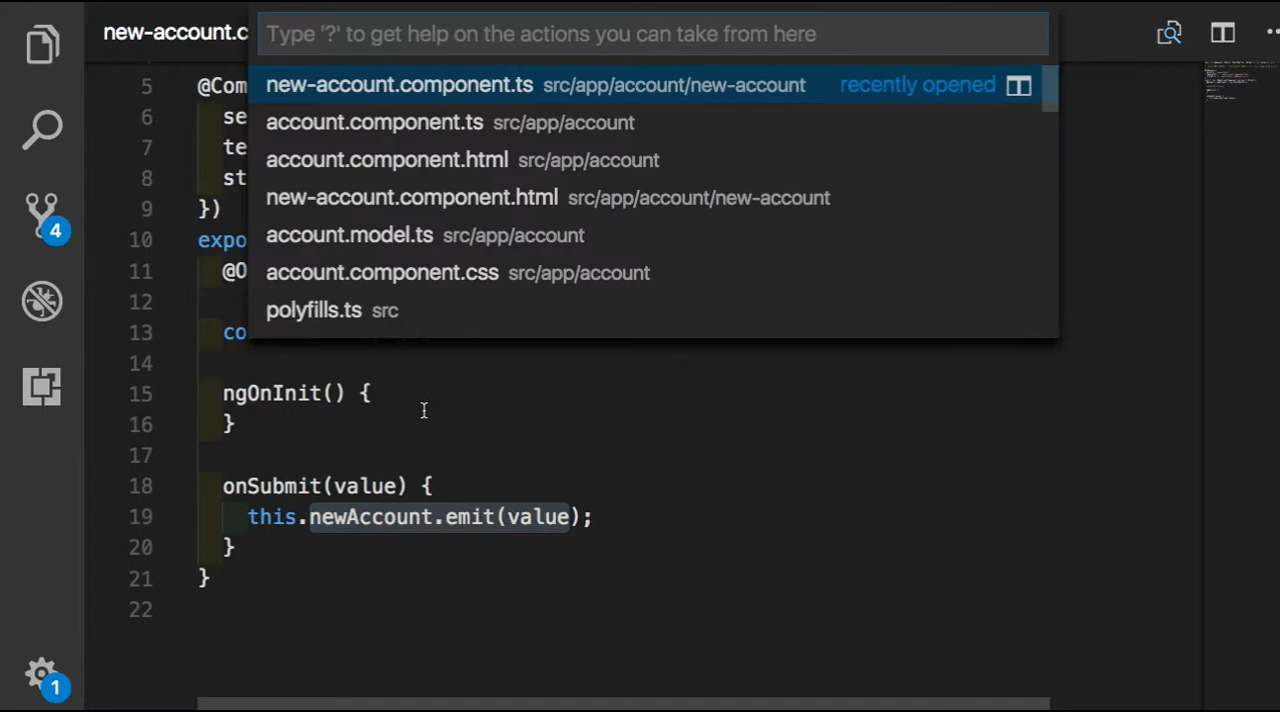 new-account.c
Type '?' to get help on the actions you can take from here
new-account.component.ts src/app/account/new-account recently opened
account.component.ts src/app/account
account.component.html src/app/account
new-account.component.html src/app/account/new-account
account.model.ts src/app/account
account.component.css src/app/account
polyfills.ts src
5 @Com
6 se
7 te
8 st
9 })
10 expo
11 @O
12
13 co
14
15 ngOnInit() {
16 }
17
18 onSubmit(value) {
19 this.newAccount.emit(value);
20 }
21 }
22
4
1